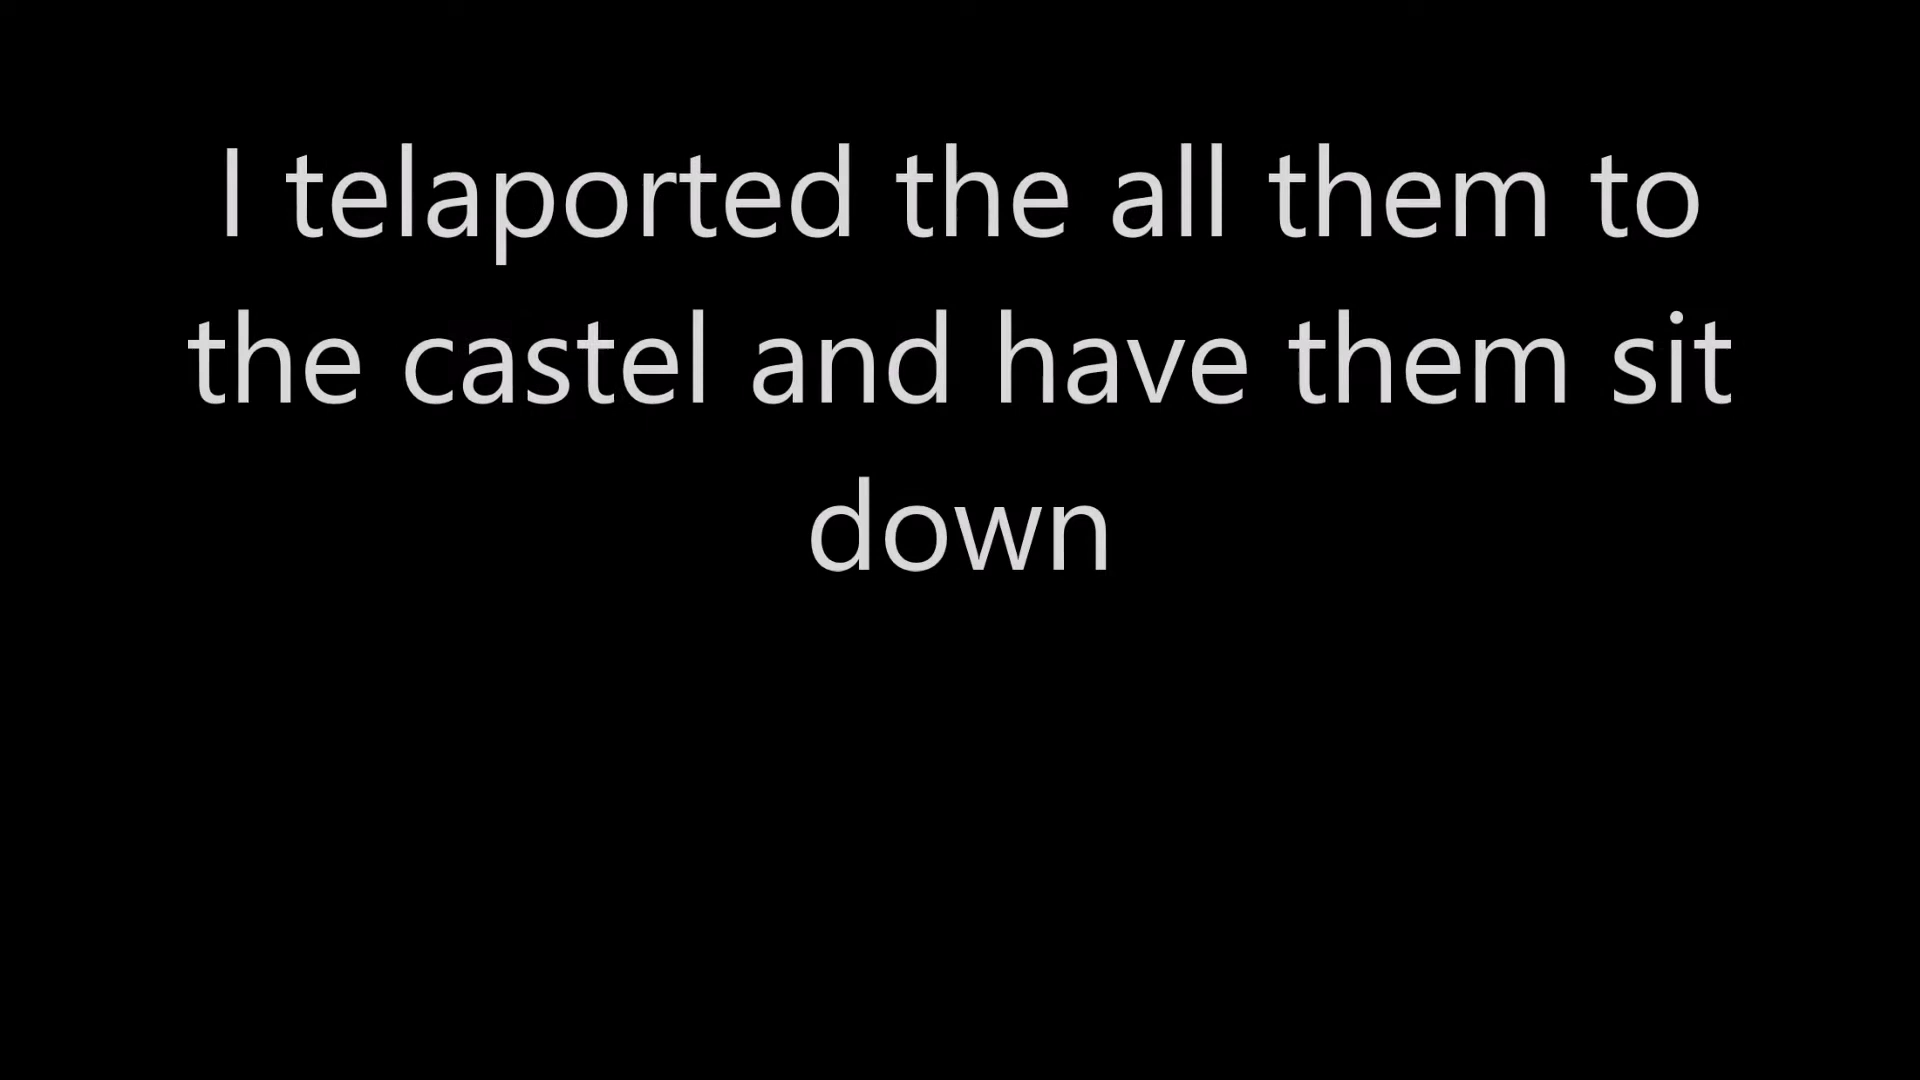 I telaported the all them to
the castel and have them sit
down